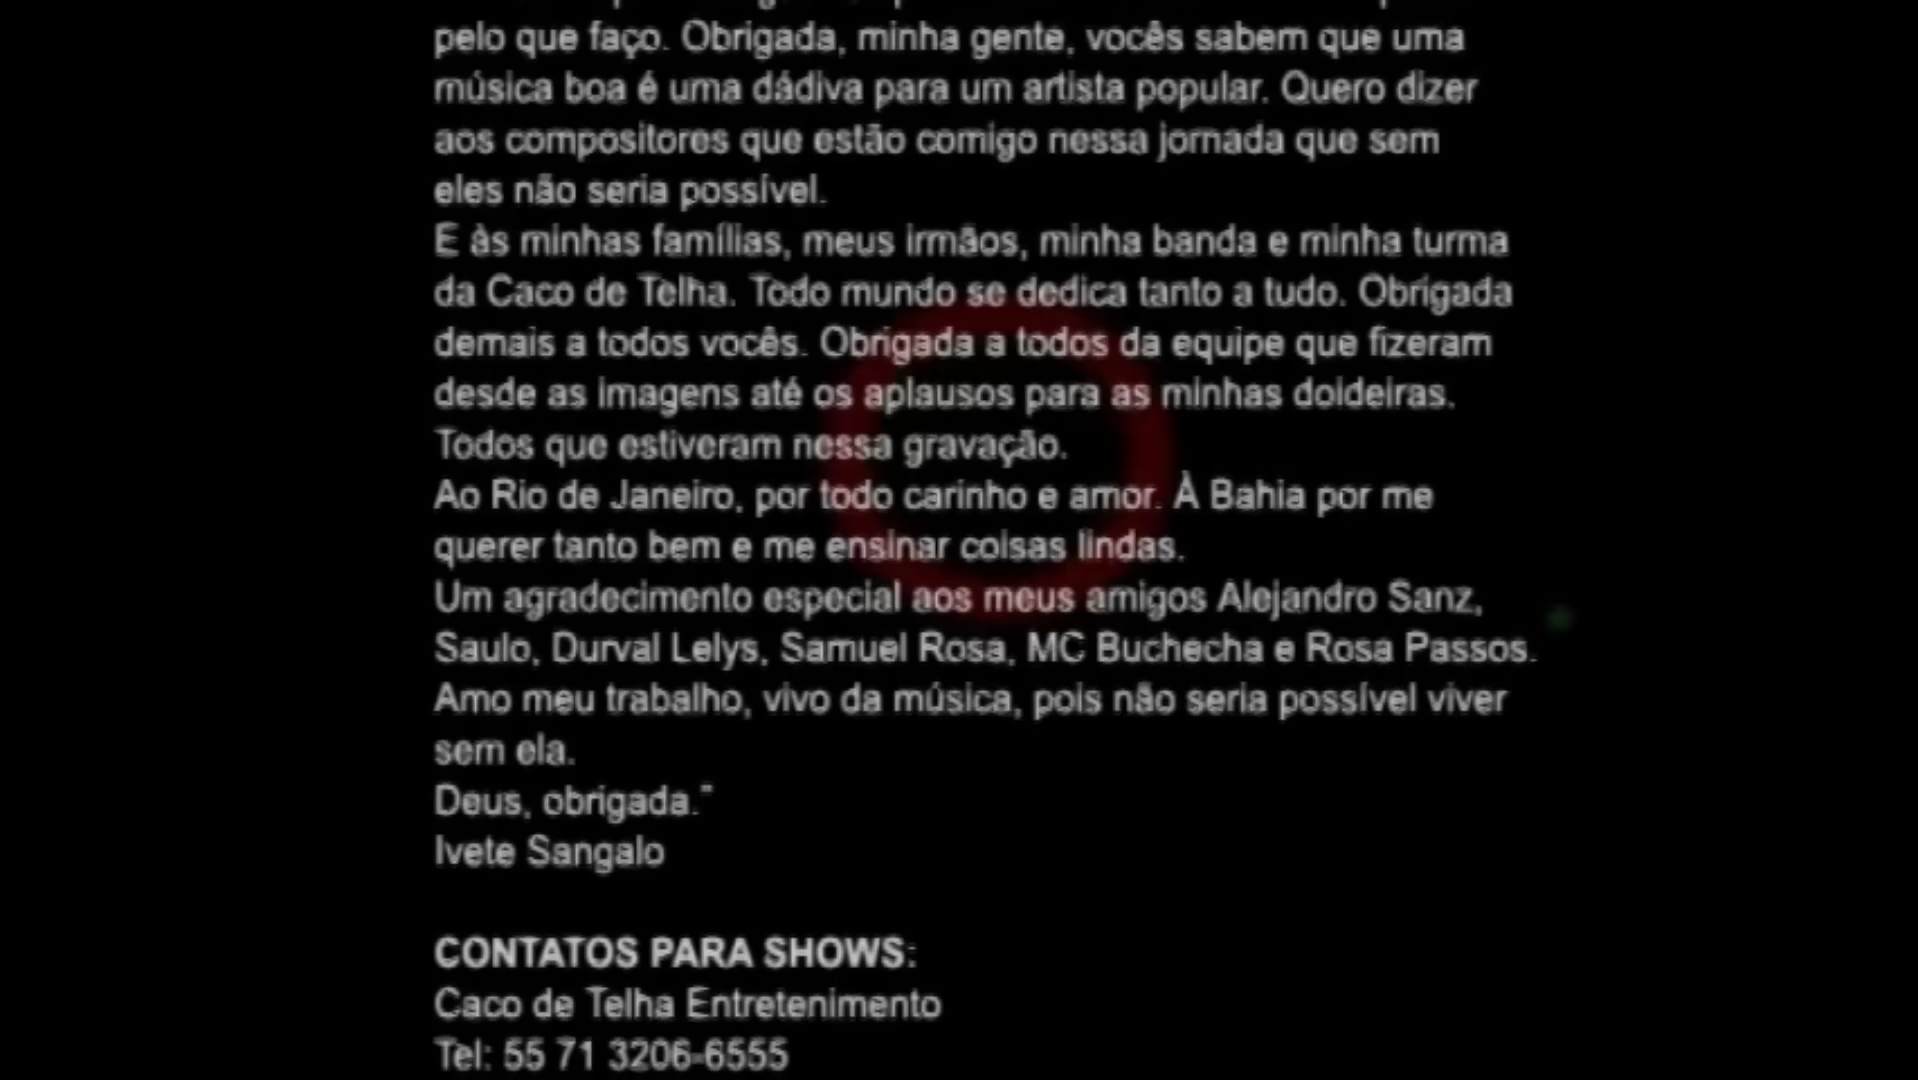 pelo que faço. Obrigada, minha gente, vocês sabem que uma
música boa é uma dádiva para um artista popular. Quero dizer
aos compositores que estão comigo nessa jornada que sem
eles não seria possível.
E às minhas famílias, meus irmãos, minha banda e minha turma
da Caco de Telha. Todo mundo se dedica tanto a tudo. Obrigada
demais a todos vocês. Obrigada a todos da equipe que fizeram
desde as imagens até os aplausos para as minhas doideiras.
Todos que estiveram nessa gravação.
Ao Rio de Janeiro, por todo carinho e amor. À Bahia por me
querer tanto bem e me ensinar coisas lindas.
Um agradecimento especial aos meus amigos Alejandro Sanz,
Saulo, Durval Lelys, Samuel Rosa, MC Buchecha e Rosa Passos.
Amo meu trabalho, vivo da música, pois não seria possível viver
sem ela.
Deus, obrigada."
Ivete Sangalo
CONTATOS PARA SHOWS:
Caco de Telha Entretenimento
Tel: 55 71 3206-6555